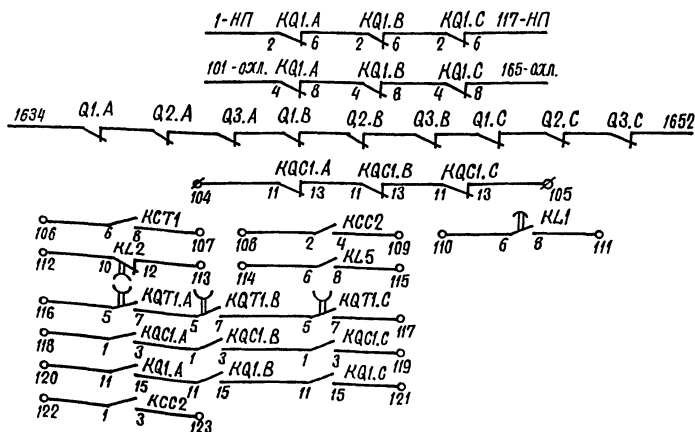 1-НП KQ1.A KQ1.B KQ1.C 117-НП
2 6 2 6 2 6
101-охл. KQ1.A KQ1.B KQ1.C 165-охл.
4 8 4 8 4 8
1634 Q1.A Q2.A Q3.A Q1.B Q2.B Q3.B Q1.C Q2.C Q3.C 1652
KQC1.A KQC1.B KQC1.C
104 11 13 11 13 11 13 105
KCT1 KCC2 KL1
106 6 8 107 108 2 4 109 110 6 8 111
112 KL2 KL5
10 12 113 114 6 8 115
KQT1.A KQT1.B KQT1.C
116 5 7 5 7 5 7 117
118 KQC1.A KQC1.B KQC1.C
1 3 1 3 1 3 119
KQ1.A KQ1.B KQ1.C
120 11 15 11 15 11 15 121
KCC2
122 1 3 123